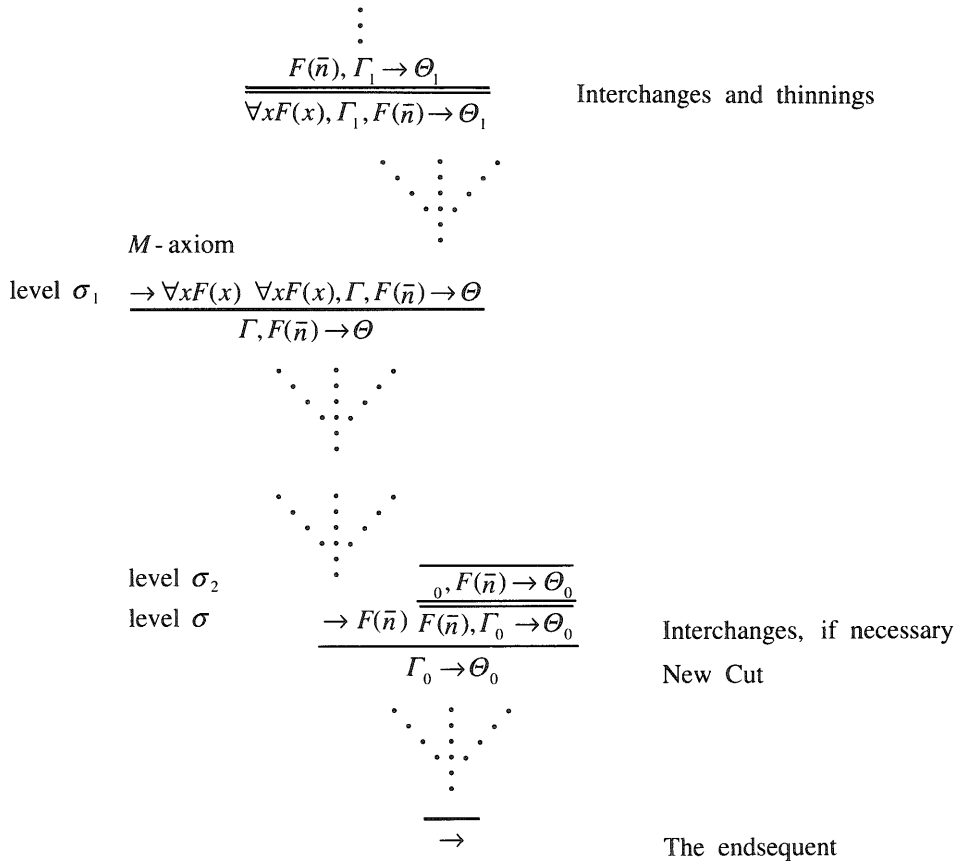 F(n̄), Γ₁ → Θ₁
∀xF(x), Γ₁, F(n̄) → Θ₁ Interchanges and thinnings
M-axiom
level σ₁ → ∀xF(x) ∀xF(x), Γ, F(n̄) → Θ
Γ, F(n̄) → Θ
level σ₂ ₀, F(n̄) → Θ₀
level σ → F(n̄) F(n̄), Γ₀ → Θ₀ Interchanges, if necessary
Γ₀ → Θ₀ New Cut
→ The endsequent